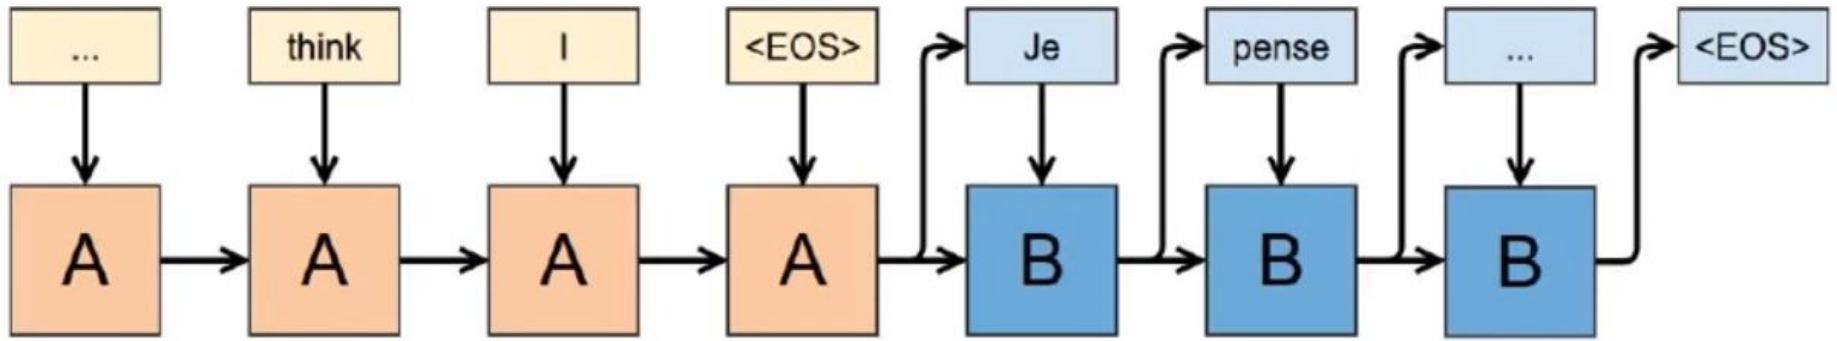 ... think I <EOS> Je pense ... <EOS>
A A A A B B B